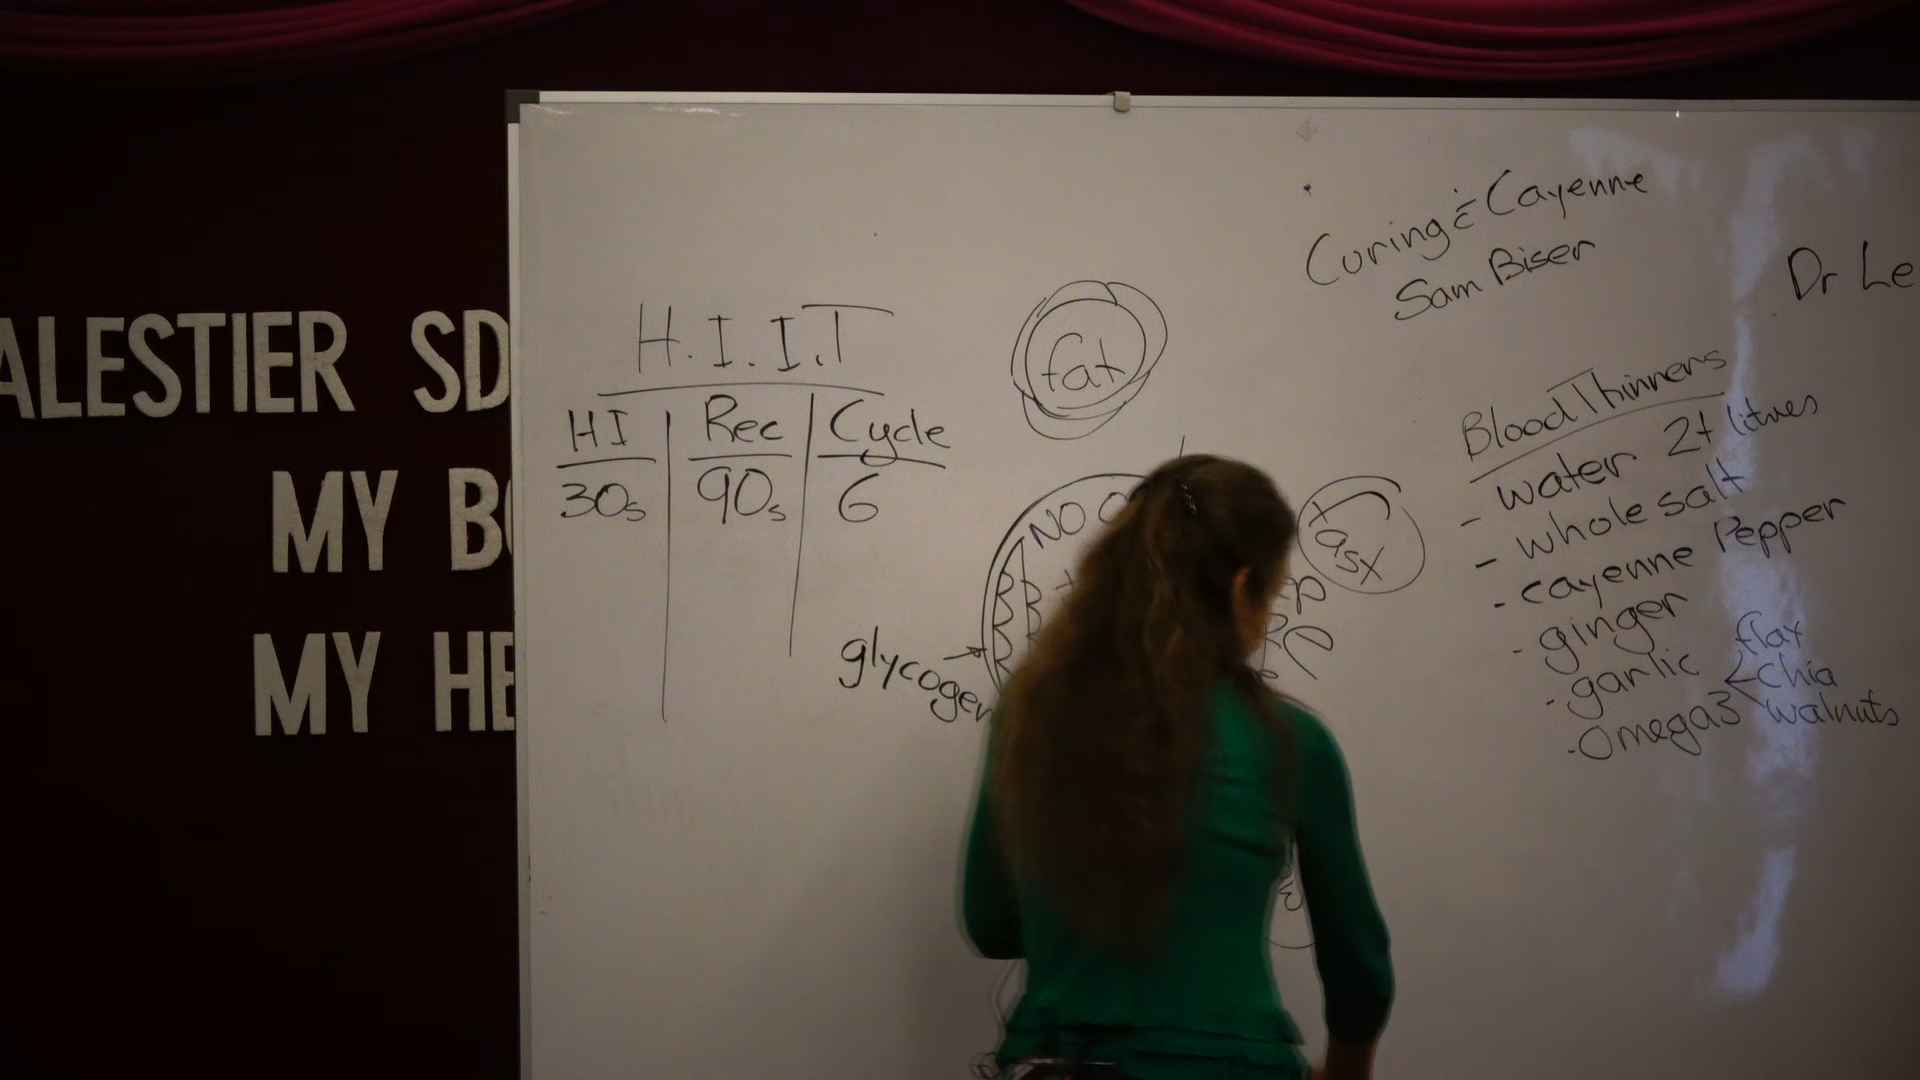 ALESTIER SD
MY B
MY HE
H.I.I.T
HI Rec Cycle
30s 90s 6
fat
NO
glycogen
fast
Curing c̄ Cayenne
Sam Biser
Dr Le
Blood Thinners
- water 2+ litres
- whole salt
- cayenne Pepper
- ginger
- garlic
- Omega3 < flax
chia
walnuts